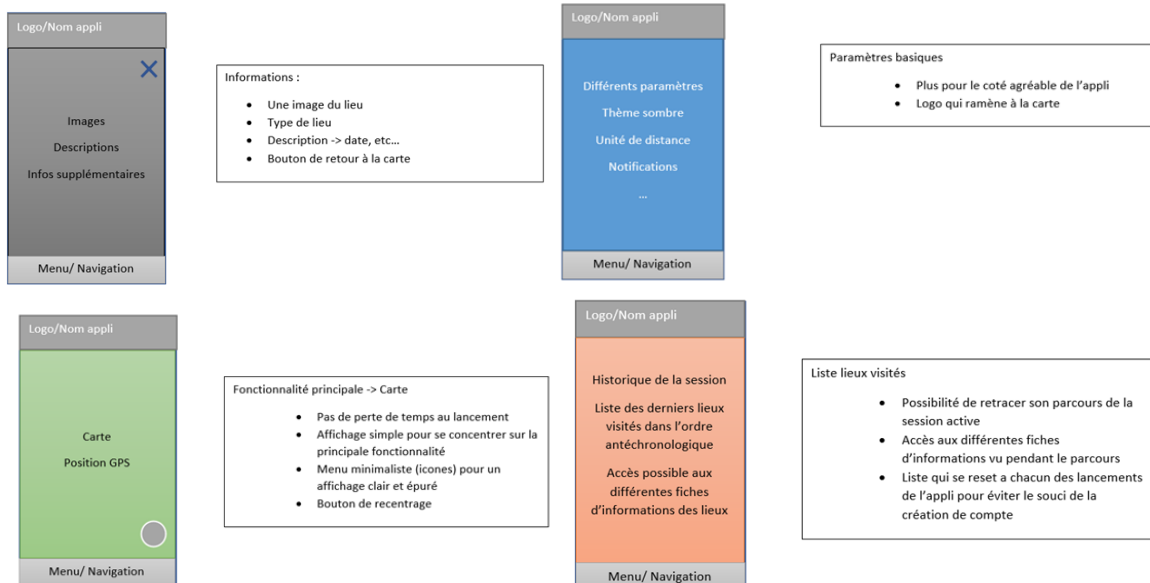 Logo/Nom appli
Images
Descriptions
Infos supplémentaires
Menu/ Navigation
Informations :
• Une image du lieu
• Type de lieu
• Description -> date, etc…
• Bouton de retour à la carte
Logo/Nom appli
Différents paramètres
Thème sombre
Unité de distance
Notifications
…
Menu/ Navigation
Paramètres basiques
• Plus pour le coté agréable de l’appli
• Logo qui ramène à la carte
Logo/Nom appli
Carte
Position GPS
Menu/ Navigation
Fonctionnalité principale -> Carte
• Pas de perte de temps au lancement
• Affichage simple pour se concentrer sur la
principale fonctionnalité
• Menu minimaliste (icones) pour un
affichage clair et épuré
• Bouton de recentrage
Logo/Nom appli
Historique de la session
Liste des derniers lieux
visités dans l’ordre
antéchronologique
Accès possible aux
différentes fiches
d’informations des lieux
Menu/ Navigation
Liste lieux visités
• Possibilité de retracer son parcours de la
session active
• Accès aux différentes fiches
d’informations vu pendant le parcours
• Liste qui se reset a chacun des lancements
de l’appli pour éviter le souci de la
création de compte